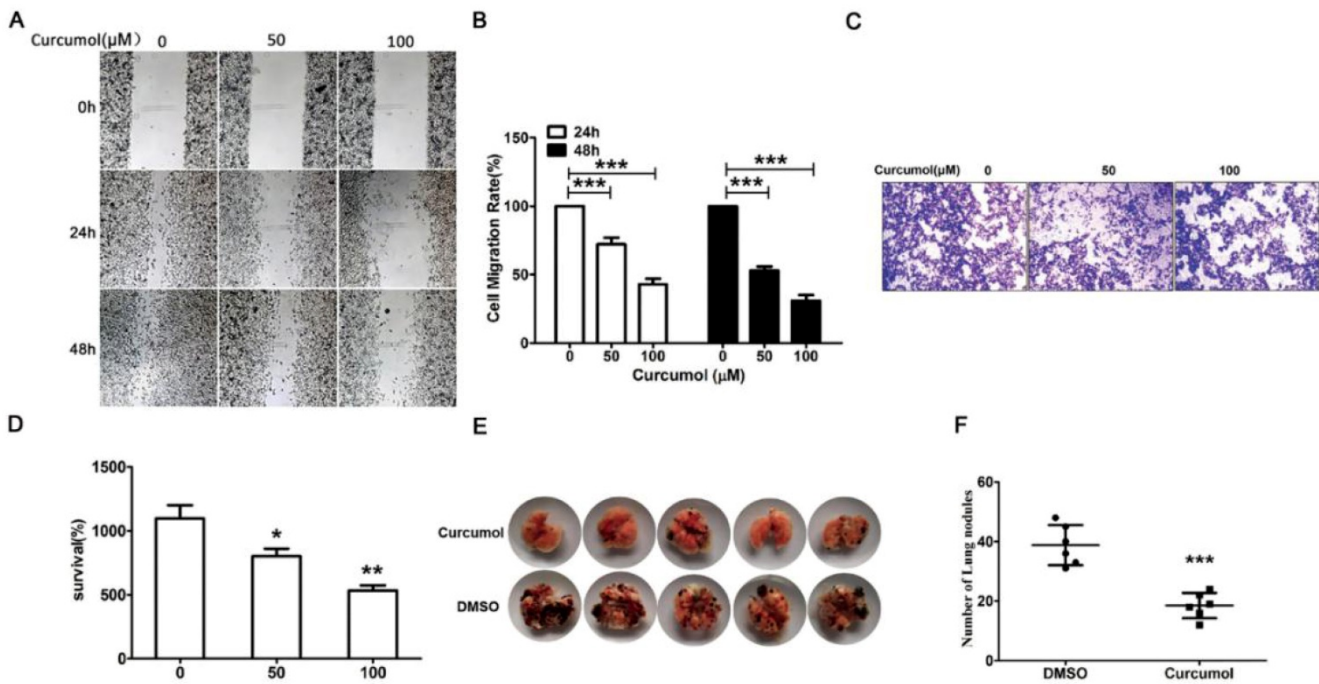 A
Curcumol(μM) 0 50 100
0h
24h
48h
B
24h
48h
Cell Migration Rate(%)
150
100
50
0
*** *** *** ***
0 50 100 0 50 100
Curcumol (μM)
C
Curcumol(μM) 0 50 100
D
survival(%)
1500
1000
500
0
* **
0 50 100
E
Curcumol
DMSO
F
Number of Lung nodules
60
40
20
0
***
DMSO Curcumol